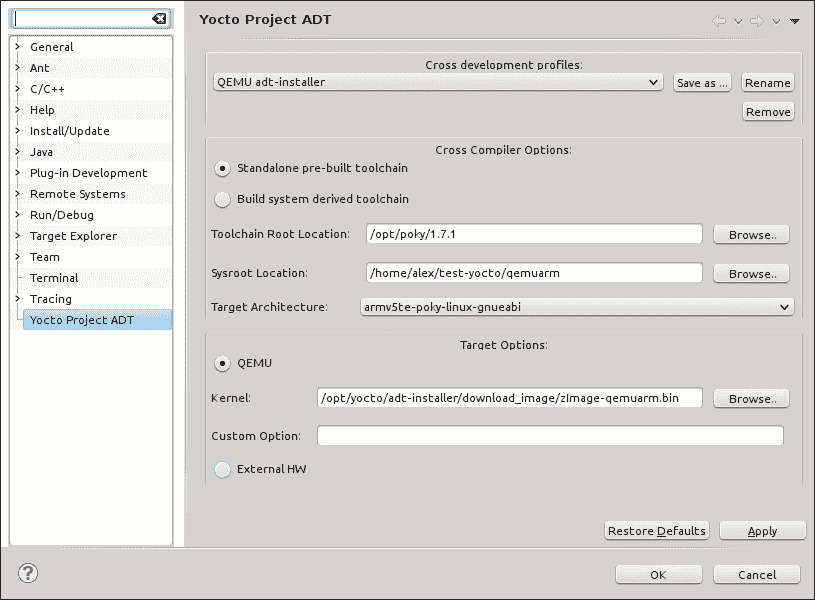 Yocto Project ADT
General
Ant
C/C++
Help
Install/Update
Java
Plug-in Development
Remote Systems
Run/Debug
Target Explorer
Team
Terminal
Tracing
Yocto Project ADT
Cross development profiles:
QEMU adt-installer
Save as ...
Rename
Remove
Cross Compiler Options:
Standalone pre-built toolchain
Build system derived toolchain
Toolchain Root Location: /opt/poky/1.7.1 Browse..
Sysroot Location: /home/alex/test-yocto/qemuarm Browse..
Target Architecture: armv5te-poky-linux-gnueabi
Target Options:
QEMU
Kernel: /opt/yocto/adt-installer/download_image/zImage-qemuarm.bin Browse..
Custom Option:
External HW
Restore Defaults Apply
? OK Cancel